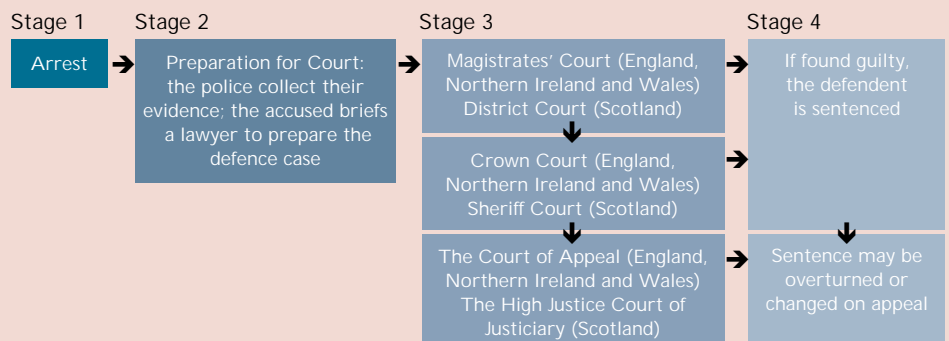 Stage 1
Stage 2
Stage 3
Stage 4
Arrest
Preparation for Court:
the police collect their
evidence; the accused briefs
a lawyer to prepare the
defence case
Magistrates' Court (England,
Northern Ireland and Wales)
District Court (Scotland)
If found guilty,
the defendent
is sentenced
Crown Court (England,
Northern Ireland and Wales)
Sheriff Court (Scotland)
The Court of Appeal (England,
Northern Ireland and Wales)
The High Justice Court of
Justiciary (Scotland)
Sentence may be
overturned or
changed on appeal